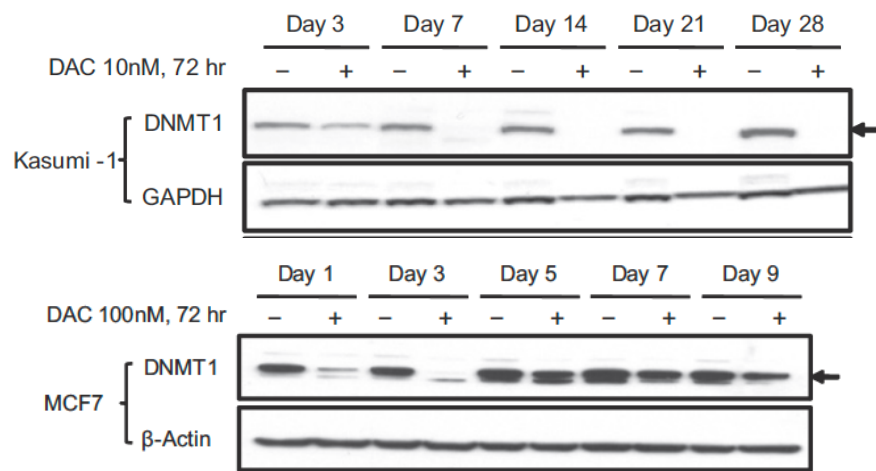 Day 3 Day 7 Day 14 Day 21 Day 28
DAC 10nM, 72 hr – + – + – + – + – +
DNMT1
Kasumi -1
GAPDH
Day 1 Day 3 Day 5 Day 7 Day 9
DAC 100nM, 72 hr – + – + – + – + – +
DNMT1
MCF7
β-Actin